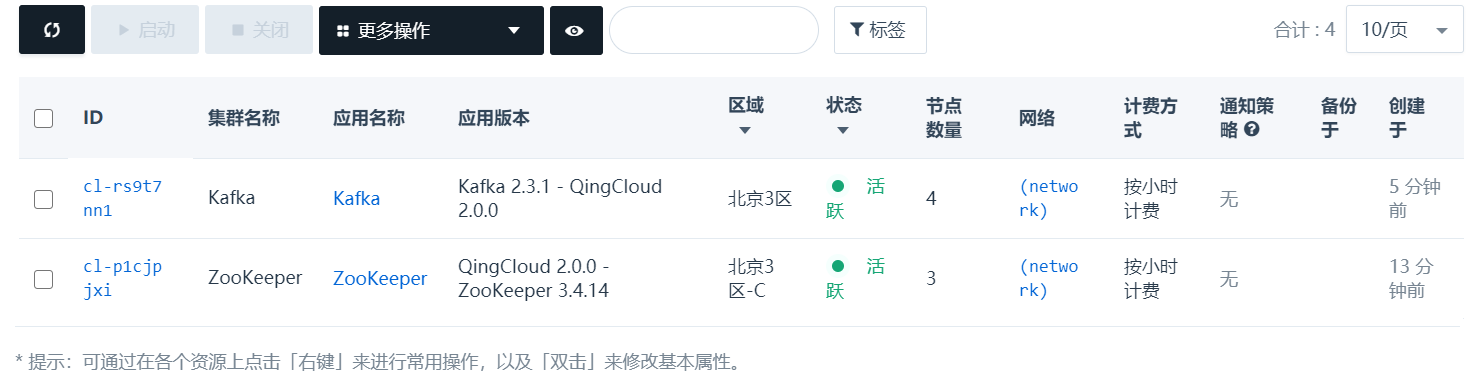 启动 关闭 更多操作 标签 合计 : 4 10/页
ID 集群名称 应用名称 应用版本 区域 状态 节点数量 网络 计费方式 通知策略 备份于 创建于
cl-rs9t7nn1 Kafka Kafka Kafka 2.3.1 - QingCloud 2.0.0 北京3区 活跃 4 (network) 按小时计费 无 5 分钟前
cl-p1cjpjxi ZooKeeper ZooKeeper QingCloud 2.0.0 - ZooKeeper 3.4.14 北京3区-C 活跃 3 (network) 按小时计费 无 13 分钟前
* 提示：可通过在各个资源上点击「右键」来进行常用操作，以及「双击」来修改基本属性。